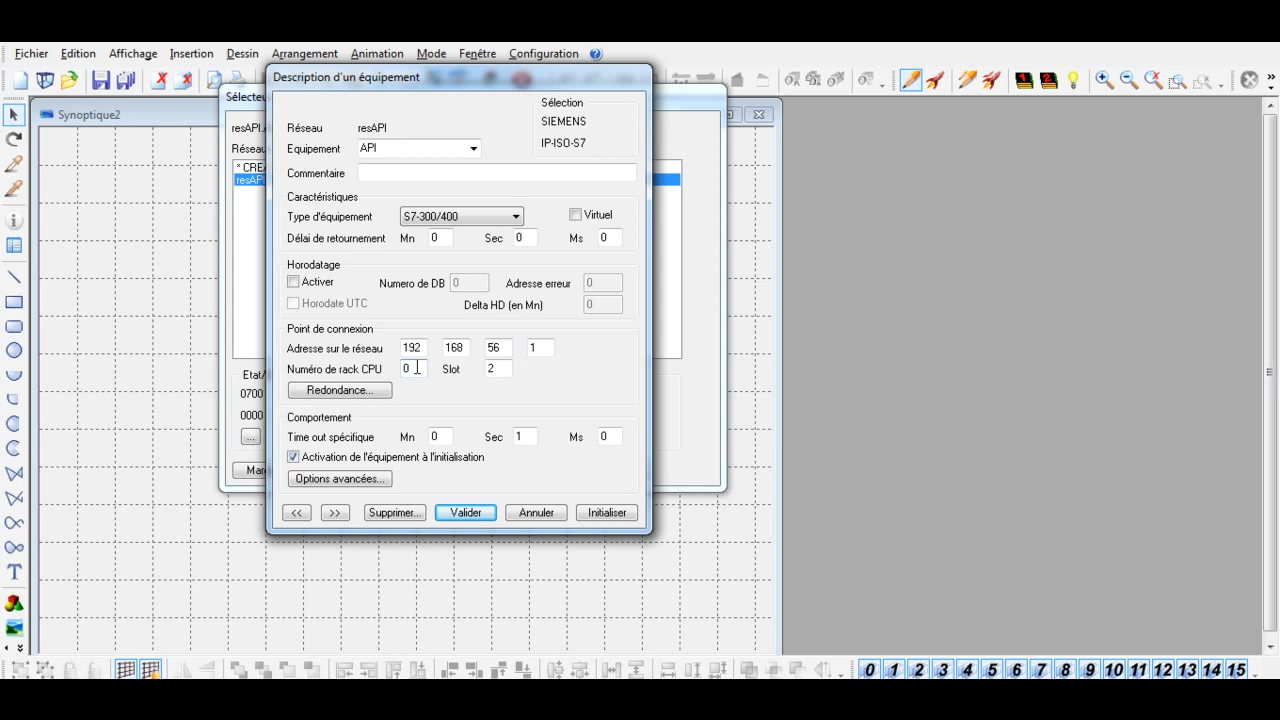 Fichier Edition Affichage Insertion Dessin Arrangement Animation Mode Fenêtre Configuration
Description d'un équipement
Sélecteu
Synoptique2
Sélection
resAPI.
Réseau resAPI
SIEMENS
Réseau
Equipement API
IP-ISO-S7
* CREA
Commentaire
resAPI
Caractéristiques
Type d'équipement S7-300/400 Virtuel
Délai de retournement Mn 0 Sec 0 Ms 0
Horodatage
Activer Numero de DB 0 Adresse erreur 0
Horodate UTC Delta HD (en Mn) 0
Point de connexion
Adresse sur le réseau 192 168 56 1
Numéro de rack CPU 0 Slot 2
Etat/
Redondance...
0700
0000
Comportement
Time out spécifique Mn 0 Sec 1 Ms 0
...
Activation de l'équipement à l'initialisation
Mar
Options avancées...
<< >> Supprimer... Valider Annuler Initialiser
0 1 2 3 4 5 6 7 8 9 10 11 12 13 14 15